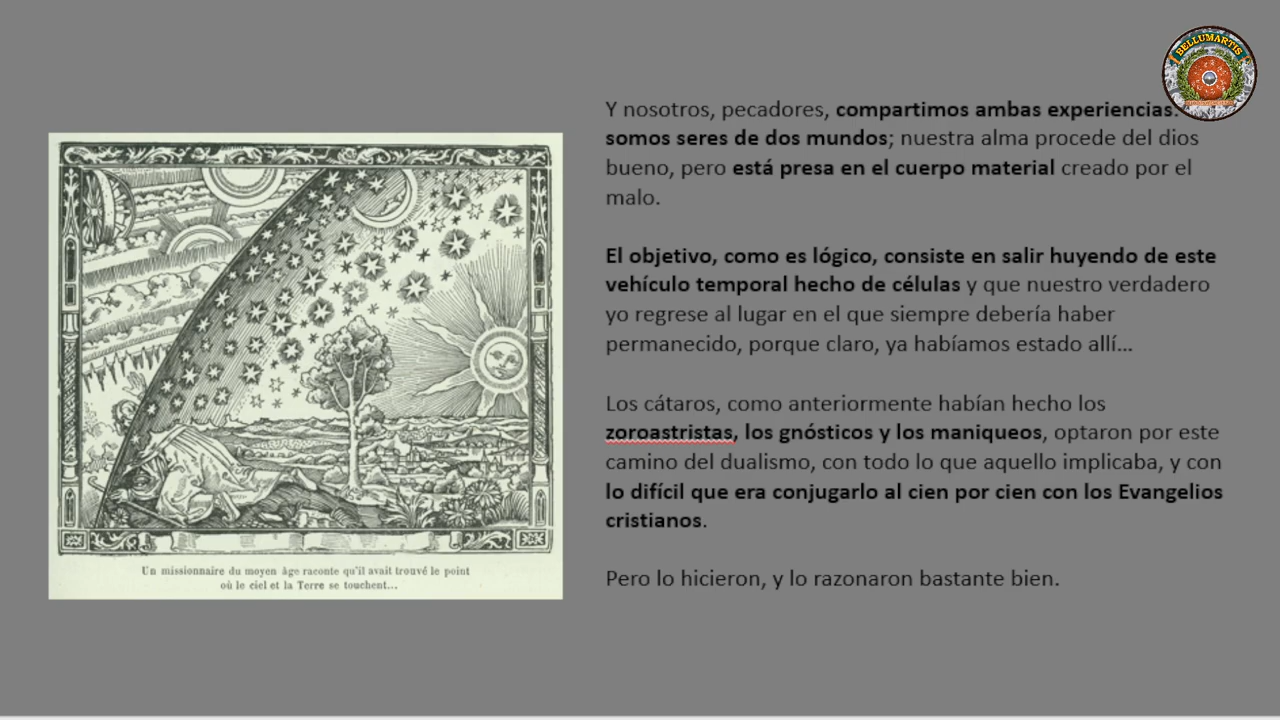 BELLUMARTIS
Y nosotros, pecadores, compartimos ambas experiencias:
somos seres de dos mundos; nuestra alma procede del dios
bueno, pero está presa en el cuerpo material creado por el
malo.
El objetivo, como es lógico, consiste en salir huyendo de este
vehículo temporal hecho de células y que nuestro verdadero
yo regrese al lugar en el que siempre debería haber
permanecido, porque claro, ya habíamos estado allí...
Los cátaros, como anteriormente habían hecho los
zoroastristas, los gnósticos y los maniqueos, optaron por este
camino del dualismo, con todo lo que aquello implicaba, y con
lo difícil que era conjugarlo al cien por cien con los Evangelios
cristianos.
Pero lo hicieron, y lo razonaron bastante bien.
Un missionnaire du moyen âge raconte qu'il avait trouvé le point
où le ciel et la Terre se touchent...